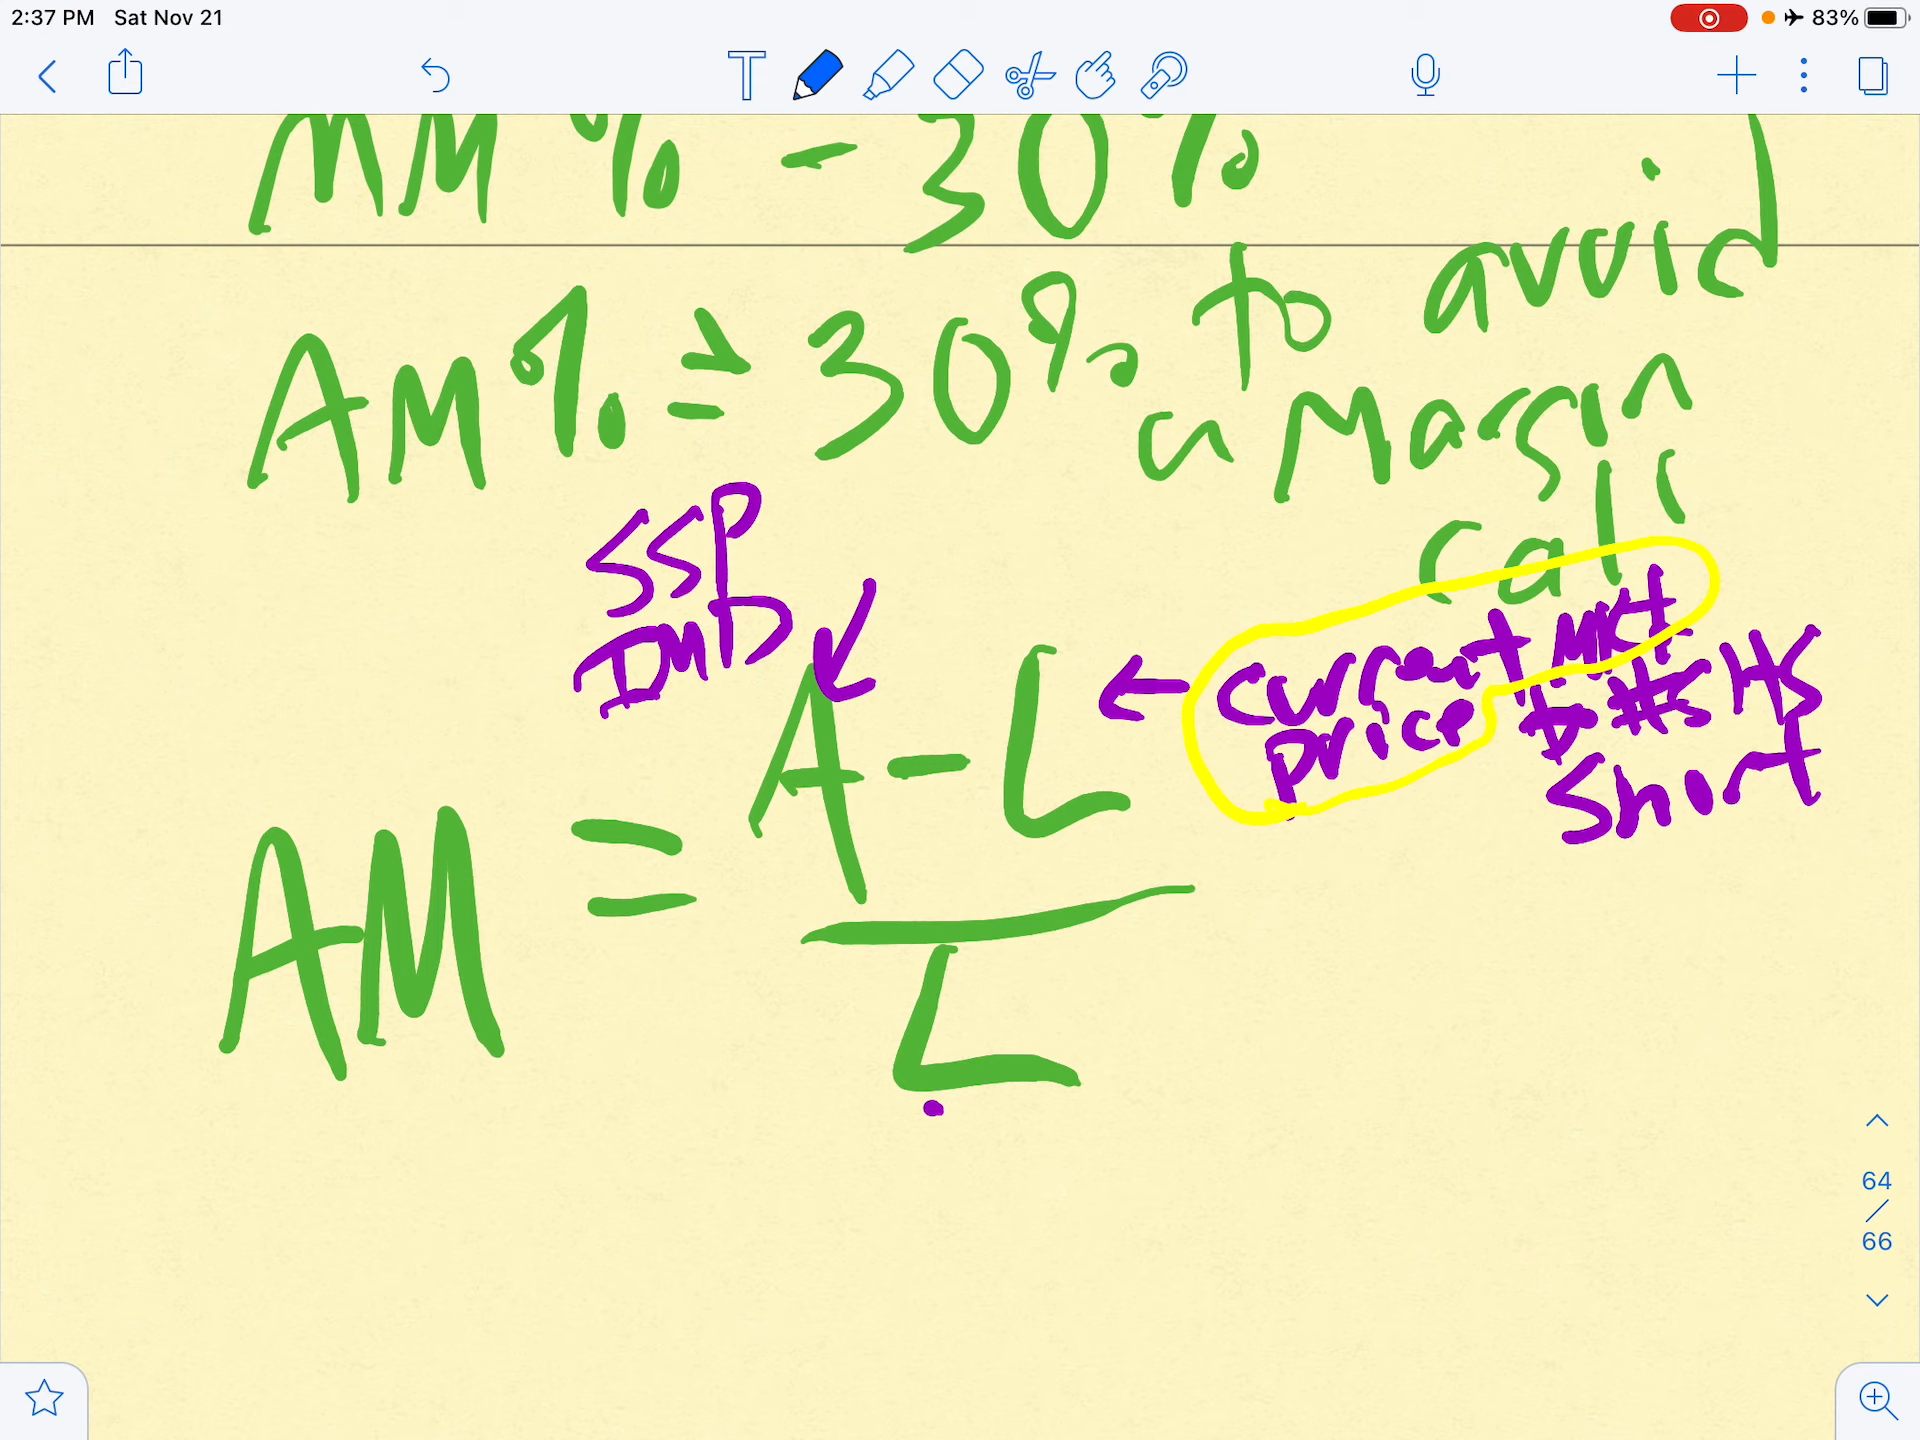 2:37 PM Sat Nov 21
83%
MM% - 30%
AM% ≥ 30% to avoid
a Margin
call
SSP
IMD
Current MKT
price
#s HS
Short
AM = A - L
L
64
/
66